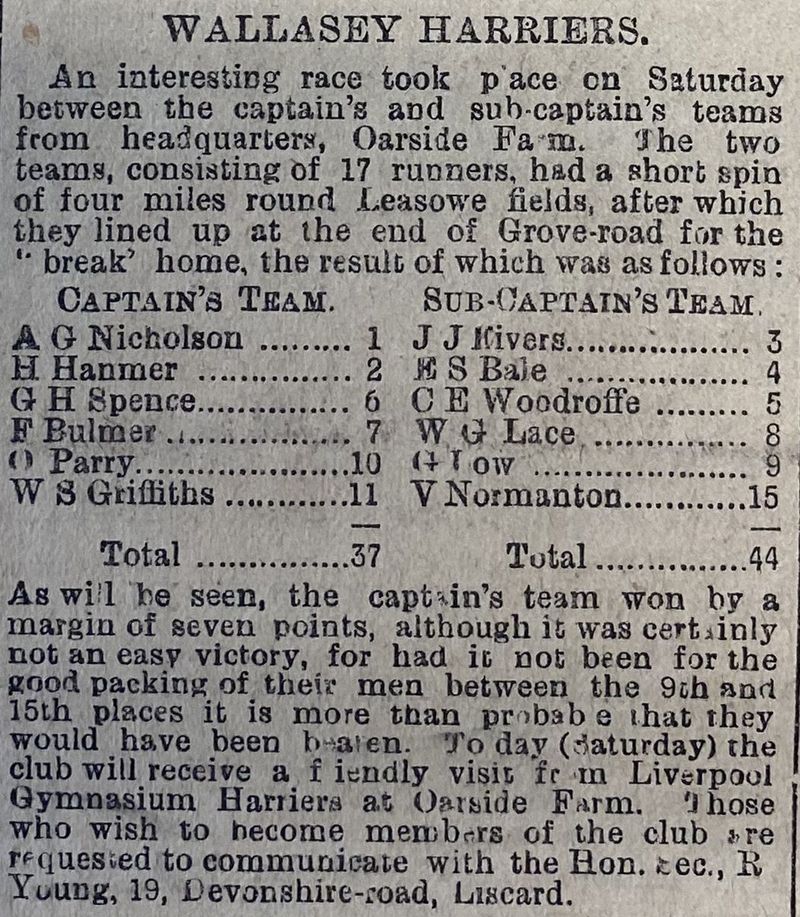 WALLASEY HARRIERS.
An interesting race took place on Saturday
between the captain's and sub-captain's teams
from headquarters, Oarside Farm. The two
teams, consisting of 17 runners, had a short spin
of four miles round Leasowe fields, after which
they lined up at the end of Grove-road for the
"break' home, the result of which was as follows:
CAPTAIN'S TEAM. SUB-CAPTAIN'S TEAM.
A G Nicholson ......... 1 J J Rivers.................. 3
H Hanmer ............... 2 E S Bale .................. 4
G H Spence............... 6 C E Woodroffe ......... 5
F Bulmer.................. 7 W G Lace ............... 8
O Parry..................10 G ..................... 9
W S Griffiths ............11 V Normanton............15
Total ...............37 Total...............44
As will be seen, the captain's team won by a
margin of seven points, although it was certainly
not an easy victory, for had it not been for the
good packing of their men between the 9th and
15th places it is more than probable that they
would have been beaten. To day (Saturday) the
club will receive a friendly visit from Liverpool
Gymnasium Harriers at Oarside Farm. Those
who wish to become members of the club are
requested to communicate with the Hon. Sec., R
Young, 19, Devonshire-road, Liscard.